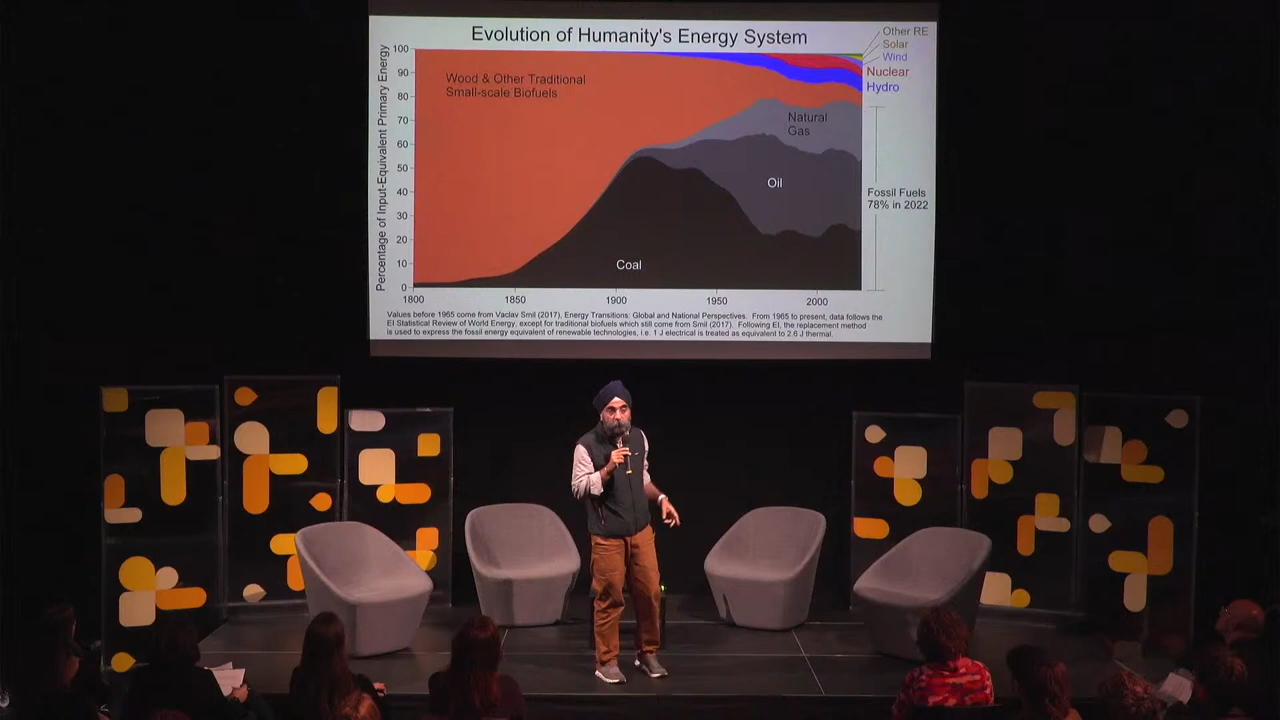 Evolution of Humanity's Energy System
Percentage of Input-Equivalent Primary Energy
100
90
80
70
60
50
40
30
20
10
0
Wood & Other Traditional
Small-scale Biofuels
Natural
Gas
Oil
Coal
Other RE
Solar
Wind
Nuclear
Hydro
Fossil Fuels
78% in 2022
1800
1850
1900
1950
2000
Values before 1965 come from Vaclav Smil (2017), Energy Transitions: Global and National Perspectives. From 1965 to present, data follows the
EI Statistical Review of World Energy, except for traditional biofuels which still come from Smil (2017). Following EI, the replacement method
is used to express the fossil energy equivalent of renewable technologies, i.e. 1 J electrical is treated as equivalent to 2.6 J thermal.